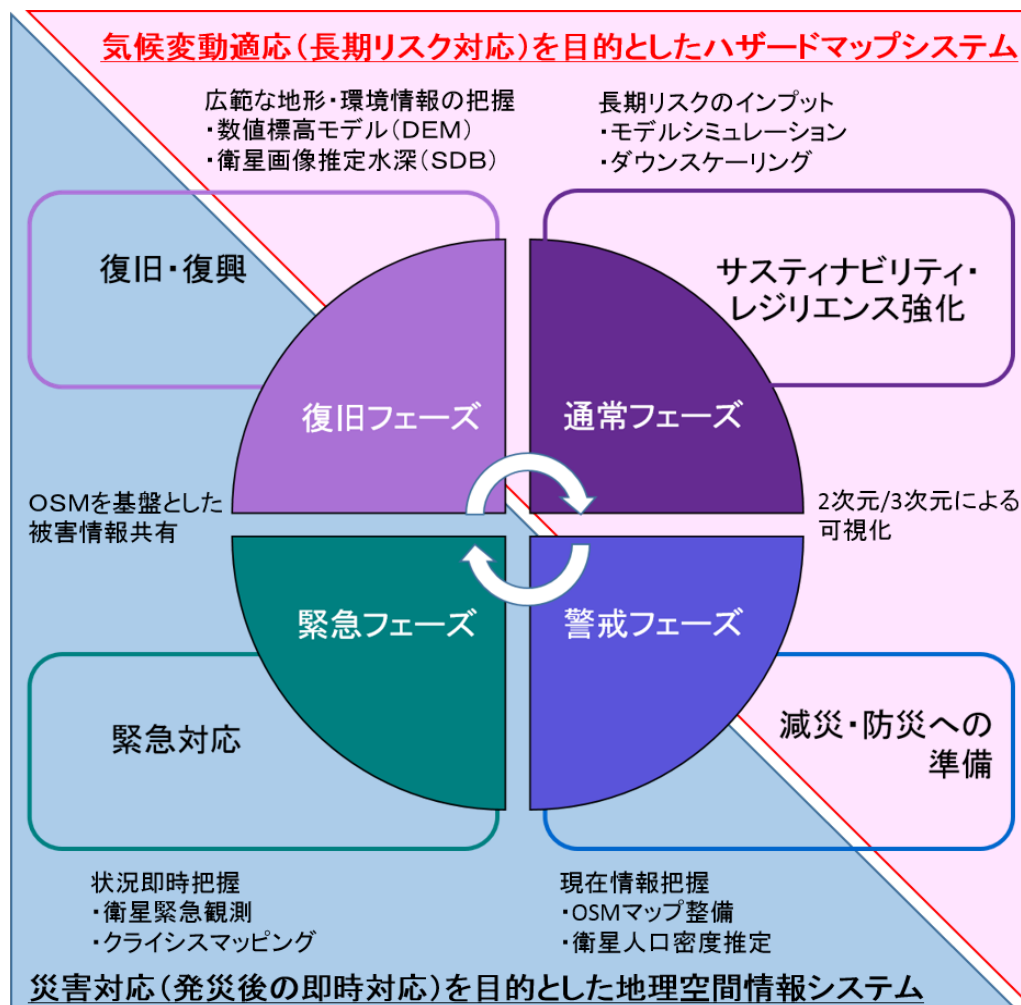 気候変動適応（長期リスク対応）を目的としたハザードマップシステム
広範な地形・環境情報の把握
・数値標高モデル（DEM）
・衛星画像推定水深（SDB）
長期リスクのインプット
・モデルシミュレーション
・ダウンスケーリング
復旧・復興
サスティナビリティ・
レジリエンス強化
復旧フェーズ
通常フェーズ
OSMを基盤とした
被害情報共有
2次元/3次元による
可視化
緊急フェーズ
警戒フェーズ
緊急対応
減災・防災への
準備
状況即時把握
・衛星緊急観測
・クライシスマッピング
現在情報把握
・OSMマップ整備
・衛星人口密度推定
災害対応（発災後の即時対応）を目的とした地理空間情報システム